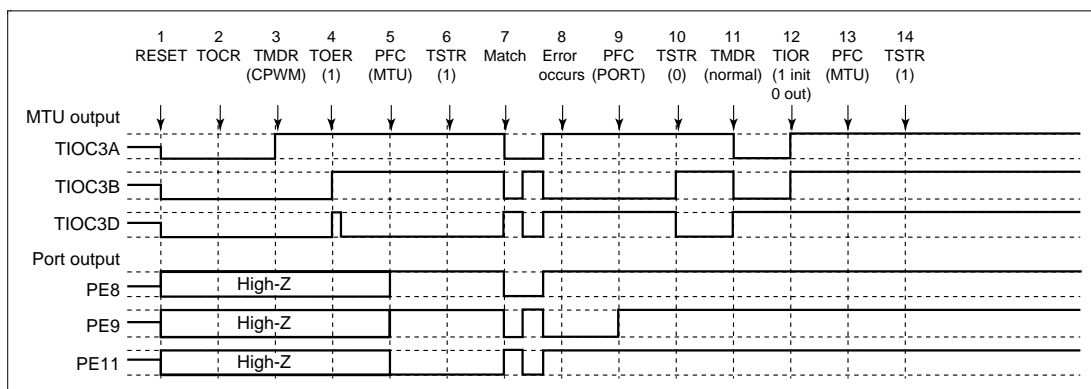 1 2 3 4 5 6 7 8 9 10 11 12 13 14
RESET TOCR TMDR TOER PFC TSTR Match Error PFC TSTR TMDR TIOR PFC TSTR
(CPWM) (1) (MTU) (1) occurs (PORT) (0) (normal) (1 init (MTU) (1)
0 out)
MTU output
TIOC3A
TIOC3B
TIOC3D
Port output
PE8 High-Z
PE9 High-Z
PE11 High-Z